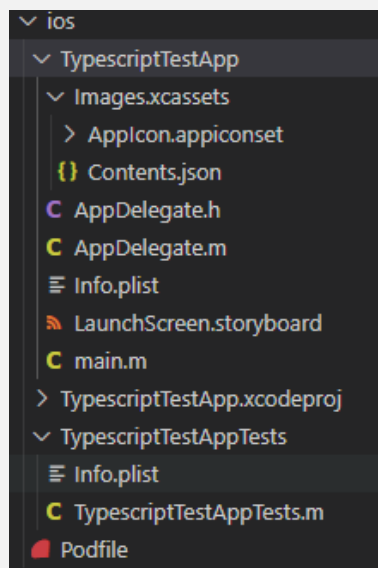 ios
TypescriptTestApp
Images.xcassets
AppIcon.appiconset
{} Contents.json
C AppDelegate.h
C AppDelegate.m
Info.plist
LaunchScreen.storyboard
C main.m
TypescriptTestApp.xcodeproj
TypescriptTestAppTests
Info.plist
C TypescriptTestAppTests.m
Podfile